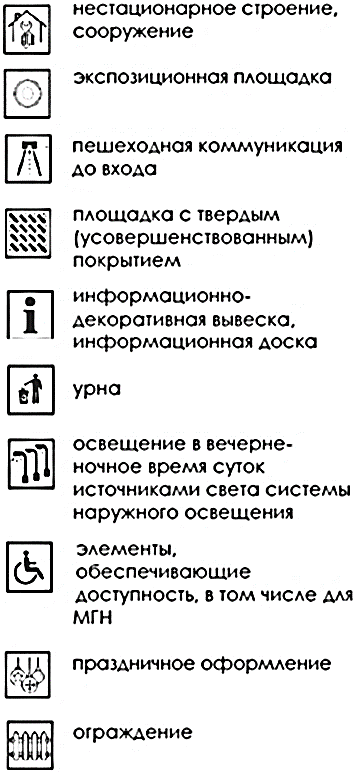 нестационарное строение,
сооружение
экспозиционная площадка
пешеходная коммуникация
до входа
площадка с твердым
(усовершенствованным)
покрытием
информационно-
декоративная вывеска,
информационная доска
урна
освещение в вечерне-
ночное время суток
источниками света системы
наружного освещения
элементы,
обеспечивающие
доступность, в том числе для
МГН
праздничное оформление
ограждение